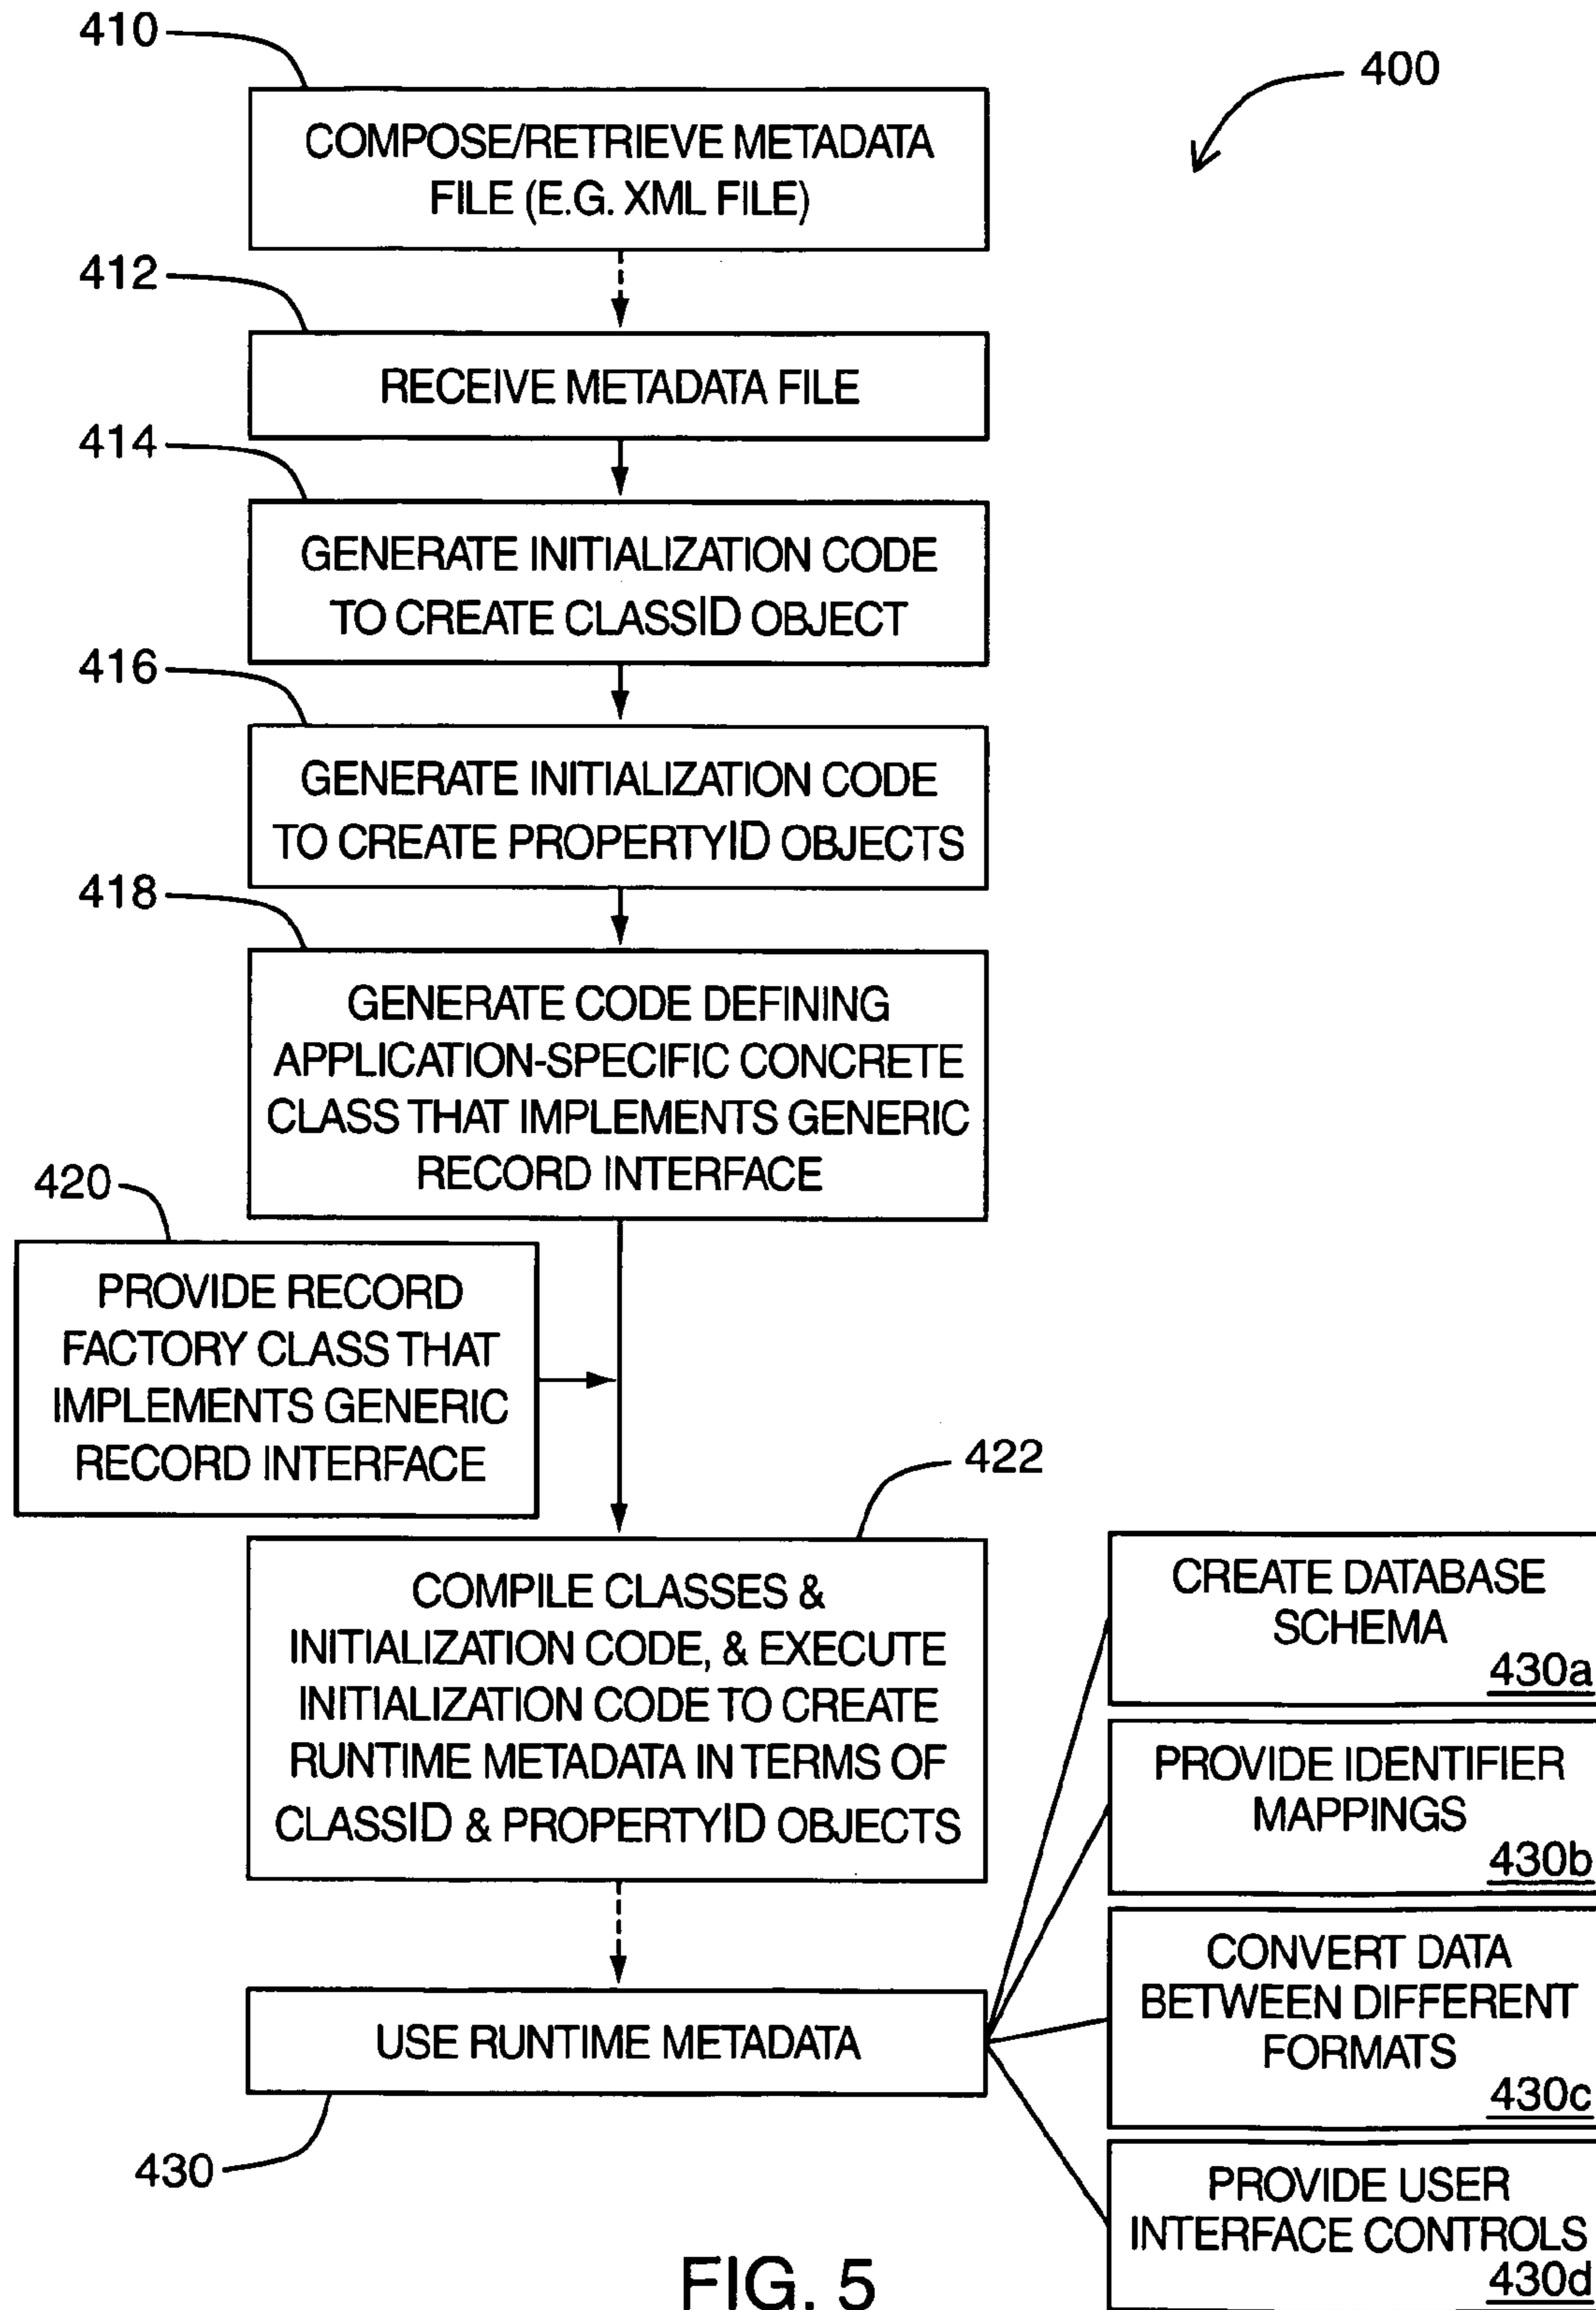 410
400
COMPOSE/RETRIEVE METADATA
FILE (E.G. XML FILE)
412
RECEIVE METADATA FILE
414
GENERATE INITIALIZATION CODE
TO CREATE CLASSID OBJECT
416
GENERATE INITIALIZATION CODE
TO CREATE PROPERTYID OBJECTS
418
GENERATE CODE DEFINING
APPLICATION-SPECIFIC CONCRETE
CLASS THAT IMPLEMENTS GENERIC
RECORD INTERFACE
420
PROVIDE RECORD
FACTORY CLASS THAT
IMPLEMENTS GENERIC
RECORD INTERFACE
422
COMPILE CLASSES &
INITIALIZATION CODE, & EXECUTE
INITIALIZATION CODE TO CREATE
RUNTIME METADATA IN TERMS OF
CLASSID & PROPERTYID OBJECTS
USE RUNTIME METADATA
430
CREATE DATABASE
SCHEMA
430a
PROVIDE IDENTIFIER
MAPPINGS
430b
CONVERT DATA
BETWEEN DIFFERENT
FORMATS
430c
PROVIDE USER
INTERFACE CONTROLS
430d
FIG. 5